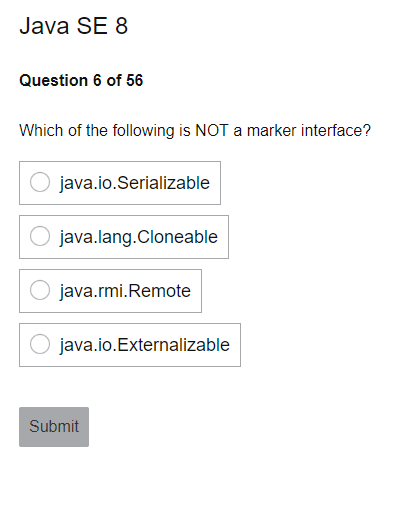 Java SE 8
Question 6 of 56
Which of the following is NOT a marker interface?
java.io.Serializable
java.lang.Cloneable
java.rmi.Remote
java.io.Externalizable
Submit